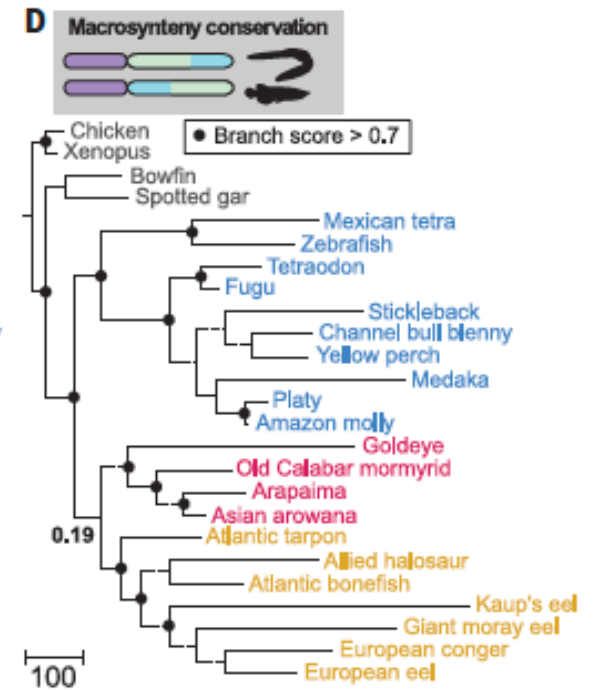 D
Macrosynteny conservation
Chicken
Branch score > 0.7
Xenopus
Bowfin
Spotted gar
Mexican tetra
Zebrafish
Tetraodon
Fugu
Stickleback
Channel bull blenny
Yellow perch
Medaka
Platy
Amazon molly
Goldeye
Old Calabar mormyrid
Arapaima
Asian arowana
0.19
Atlantic tarpon
Allied halosaur
Atlantic bonefish
Kaup's eel
Giant moray eel
European conger
European eel
100